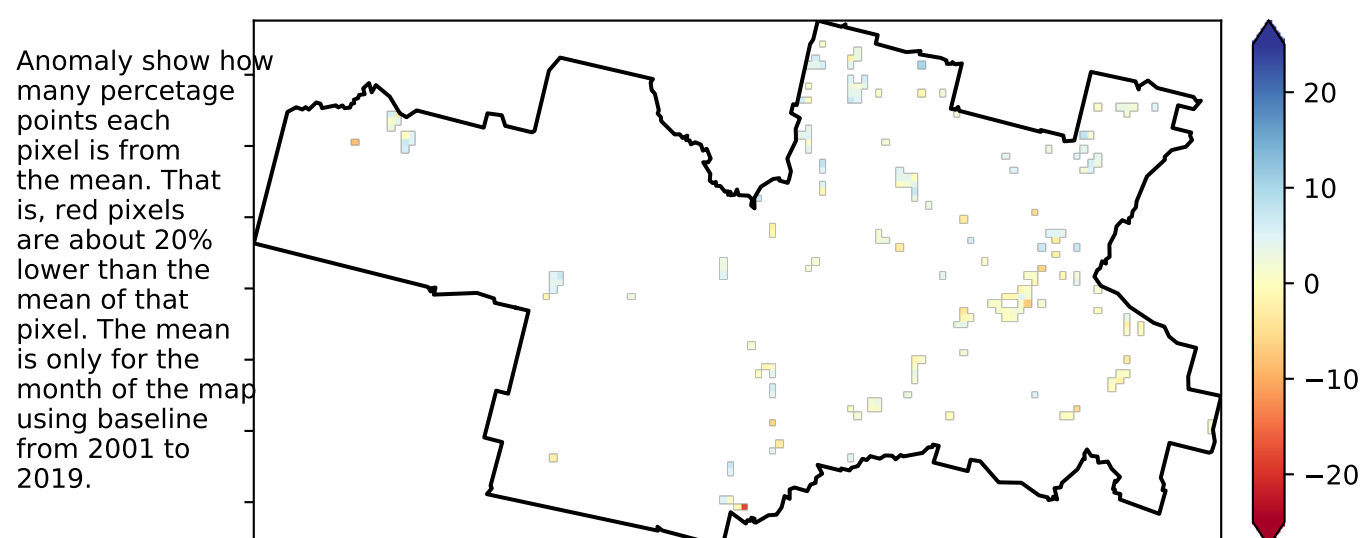 Anomaly show how
many percetage
points each
pixel is from
the mean. That
is, red pixels
are about 20%
lower than the
mean of that
pixel. The mean
is only for the
month of the map
using baseline
from 2001 to
2019.
20
10
0
−10
−20